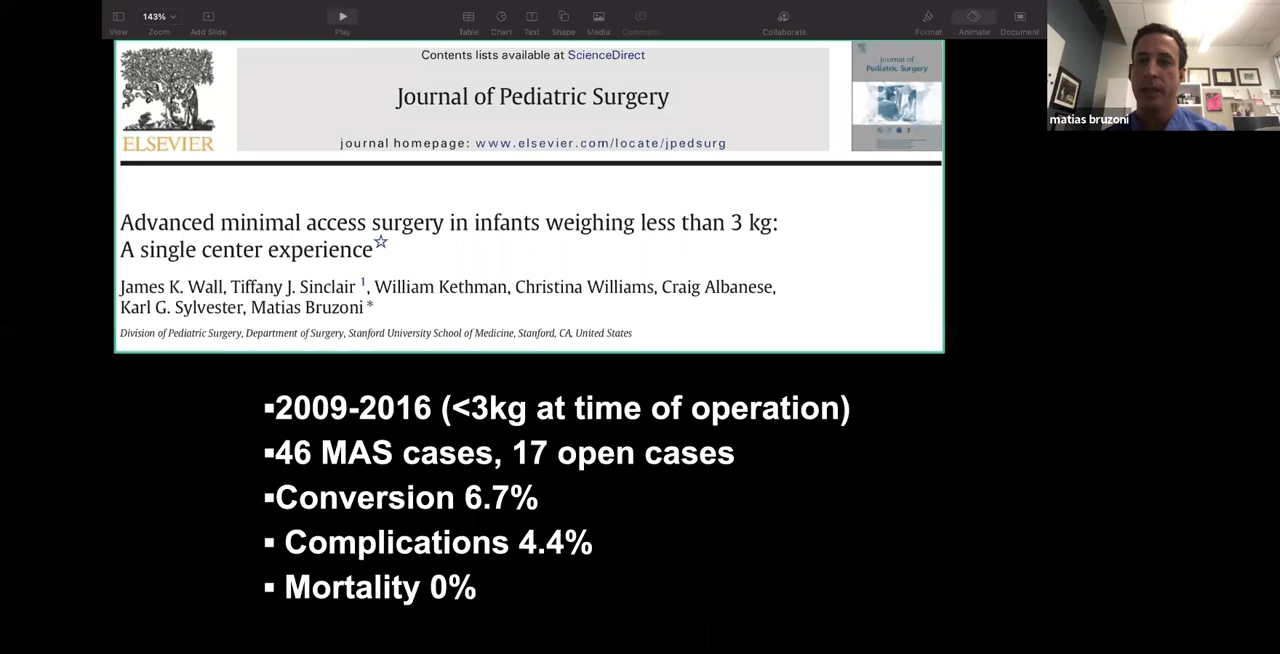 143%
View
Zoom
Add Slide
Play
Table
Chart
Text
Shape
Media
Comment
Collaborate
Format
Animate
Document
matias bruzoni
Contents lists available at ScienceDirect
Journal of Pediatric Surgery
journal homepage: www.elsevier.com/locate/jpedsurg
ELSEVIER
Journal of
Pediatric Surgery
Advanced minimal access surgery in infants weighing less than 3 kg:
A single center experience☆
James K. Wall, Tiffany J. Sinclair 1, William Kethman, Christina Williams, Craig Albanese,
Karl G. Sylvester, Matias Bruzoni *
Division of Pediatric Surgery, Department of Surgery, Stanford University School of Medicine, Stanford, CA, United States
▪2009-2016 (<3kg at time of operation)
▪46 MAS cases, 17 open cases
▪Conversion 6.7%
▪ Complications 4.4%
▪ Mortality 0%